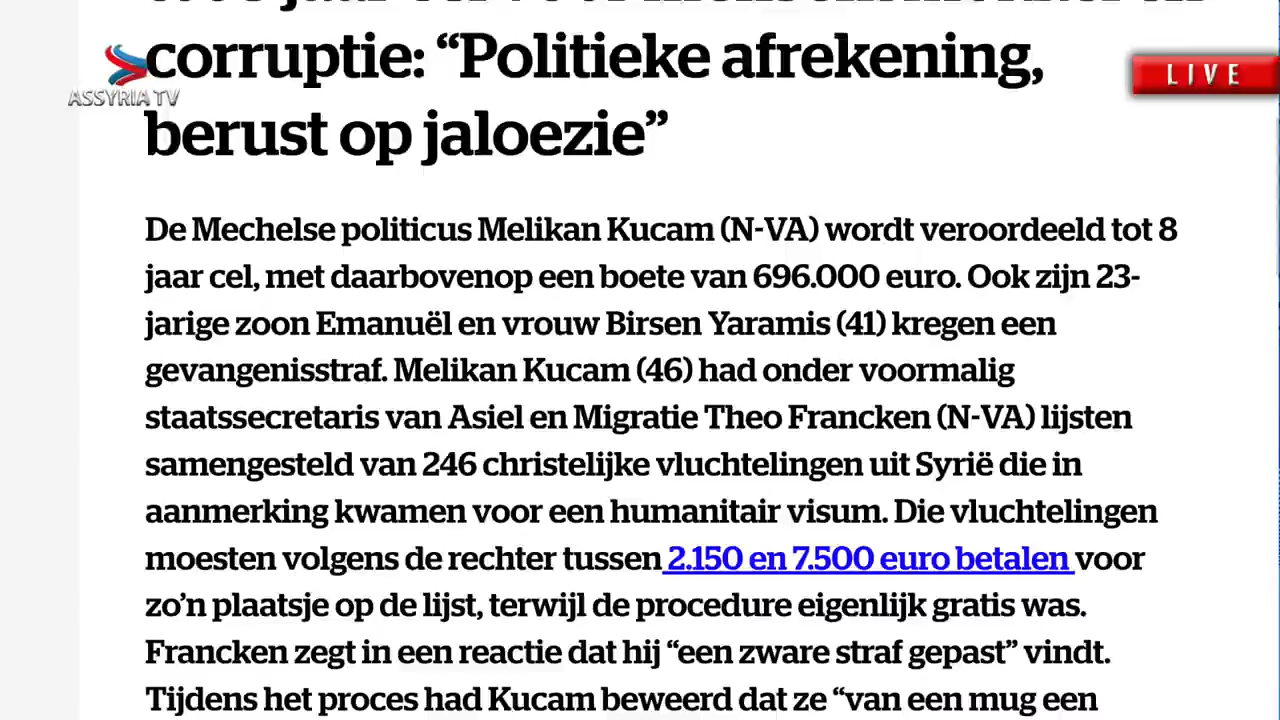 corruptie: “Politieke afrekening,
berust op jaloezie”
ASSYRIA TV
LIVE
De Mechelse politicus Melikan Kucam (N-VA) wordt veroordeeld tot 8
jaar cel, met daarbovenop een boete van 696.000 euro. Ook zijn 23-
jarige zoon Emanuël en vrouw Birsen Yaramis (41) kregen een
gevangenisstraf. Melikan Kucam (46) had onder voormalig
staatssecretaris van Asiel en Migratie Theo Francken (N-VA) lijsten
samengesteld van 246 christelijke vluchtelingen uit Syrië die in
aanmerking kwamen voor een humanitair visum. Die vluchtelingen
moesten volgens de rechter tussen 2.150 en 7.500 euro betalen voor
zo’n plaatsje op de lijst, terwijl de procedure eigenlijk gratis was.
Francken zegt in een reactie dat hij “een zware straf gepast” vindt.
Tijdens het proces had Kucam beweerd dat ze “van een mug een